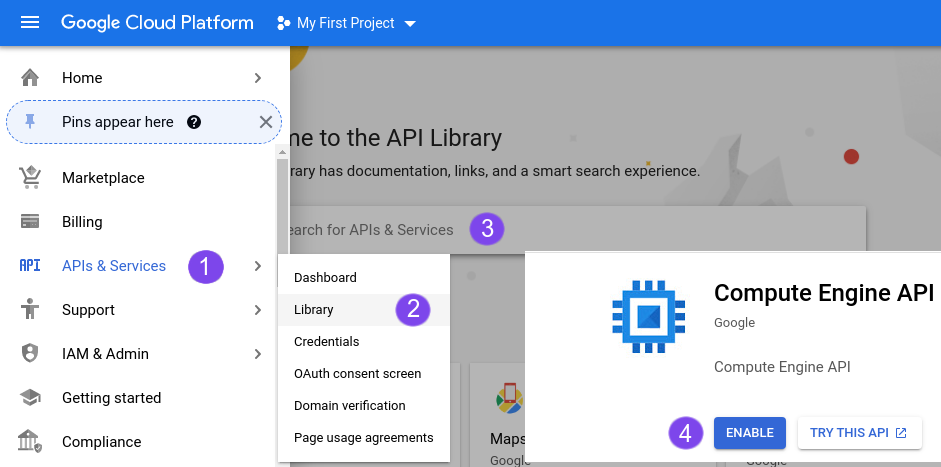 Google Cloud Platform
My First Project
Home
Pins appear here ?
Marketplace
Billing
API APIs & Services 1
Support
IAM & Admin
Getting started
Compliance
me to the API Library
rary has documentation, links, and a smart search experience.
earch for APIs & Services 3
Dashboard
Library 2
Credentials
OAuth consent screen
Domain verification
Page usage agreements
Maps
Google
Compute Engine API
Google
Compute Engine API
4 ENABLE TRY THIS API
Google